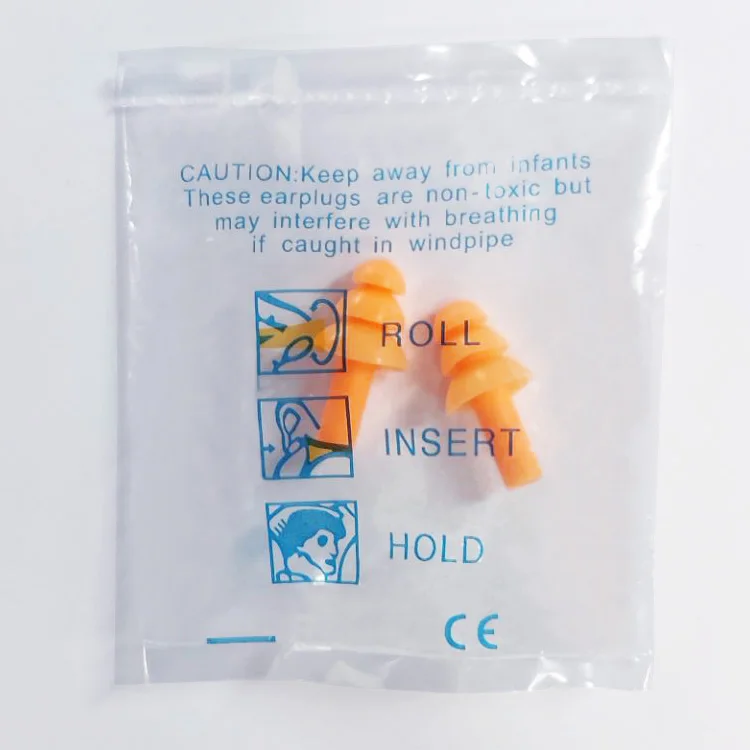 CAUTION:Keep away from infants
These earplugs are non-toxic but
may interfere with breathing
if caught in windpipe
ROLL
INSERT
HOLD
CE